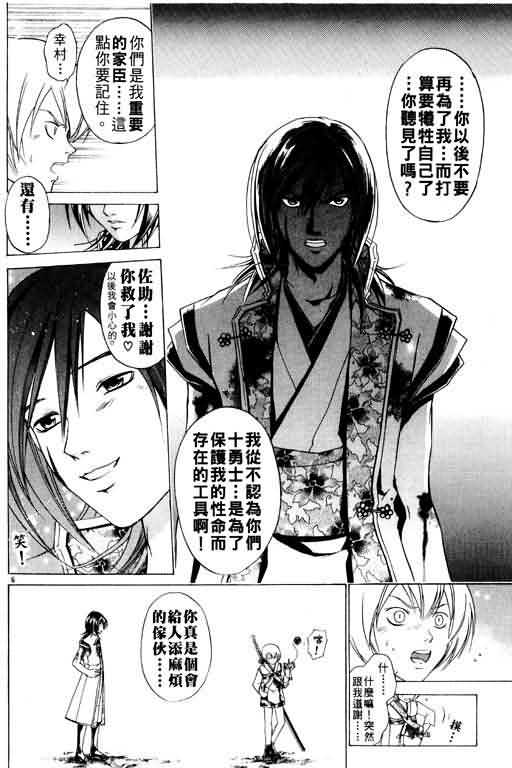 ……你以後不要
再為了我…而打
算要犧牲自己了
…你聽見了嗎？
我從不認為你們
十勇士…是為了
保護我的性命而
存在的工具啊！
你們是我重要
的家臣……這
點你要記住。
幸村…
還有……
佐助…謝謝
你救了我♡
以後我會小心的。
笑！
6
什…
什麼嘛！突然
跟我道謝…
你真是個會
給人添麻煩
的傢伙……